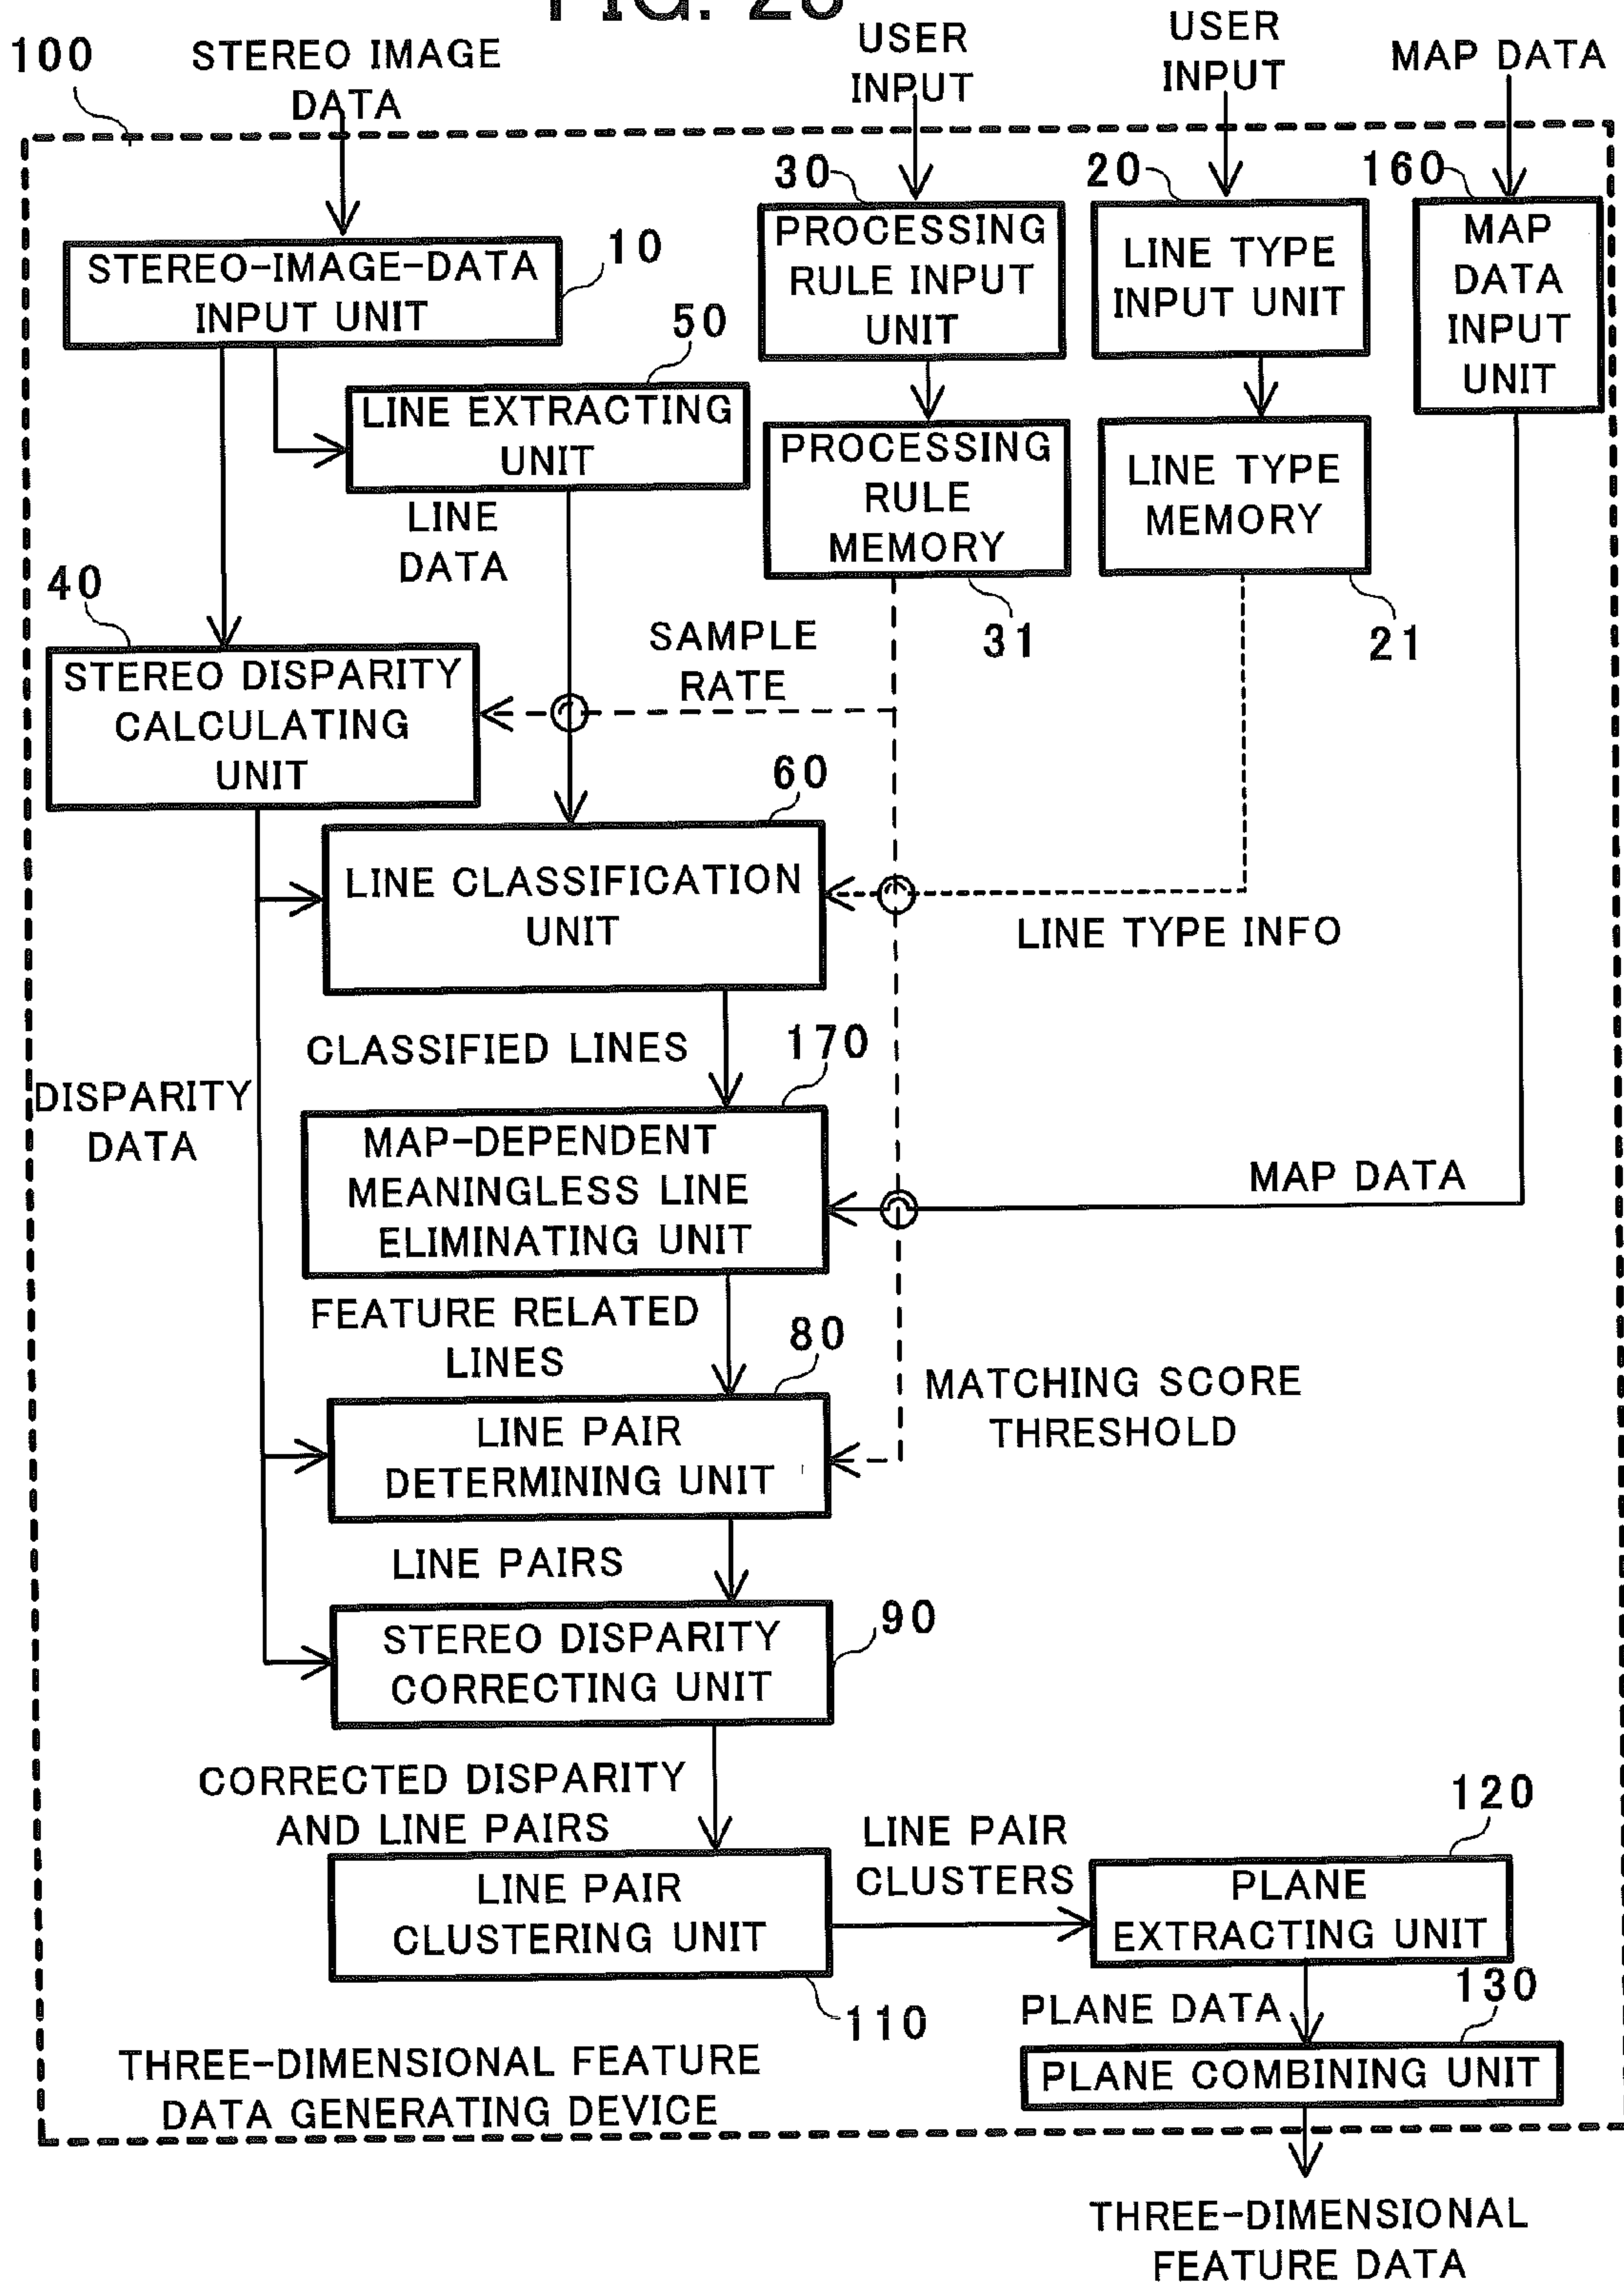 100
STEREO IMAGE
DATA
USER
INPUT
USER
INPUT
MAP DATA
30
PROCESSING
RULE INPUT
UNIT
20
LINE TYPE
INPUT UNIT
160
MAP
DATA
INPUT
UNIT
STEREO-IMAGE-DATA
INPUT UNIT
10
50
LINE EXTRACTING
UNIT
PROCESSING
RULE
MEMORY
31
LINE TYPE
MEMORY
21
LINE
DATA
40
STEREO DISPARITY
CALCULATING
UNIT
SAMPLE
RATE
60
LINE CLASSIFICATION
UNIT
LINE TYPE INFO
CLASSIFIED LINES
170
DISPARITY
DATA
MAP-DEPENDENT
MEANINGLESS LINE
ELIMINATING UNIT
MAP DATA
FEATURE RELATED
LINES
80
LINE PAIR
DETERMINING UNIT
MATCHING SCORE
THRESHOLD
LINE PAIRS
STEREO DISPARITY
CORRECTING UNIT
90
CORRECTED DISPARITY
AND LINE PAIRS
LINE PAIR
CLUSTERING UNIT
110
LINE PAIR
CLUSTERS
120
PLANE
EXTRACTING UNIT
PLANE DATA
130
PLANE COMBINING UNIT
THREE-DIMENSIONAL FEATURE
DATA GENERATING DEVICE
THREE-DIMENSIONAL
FEATURE DATA